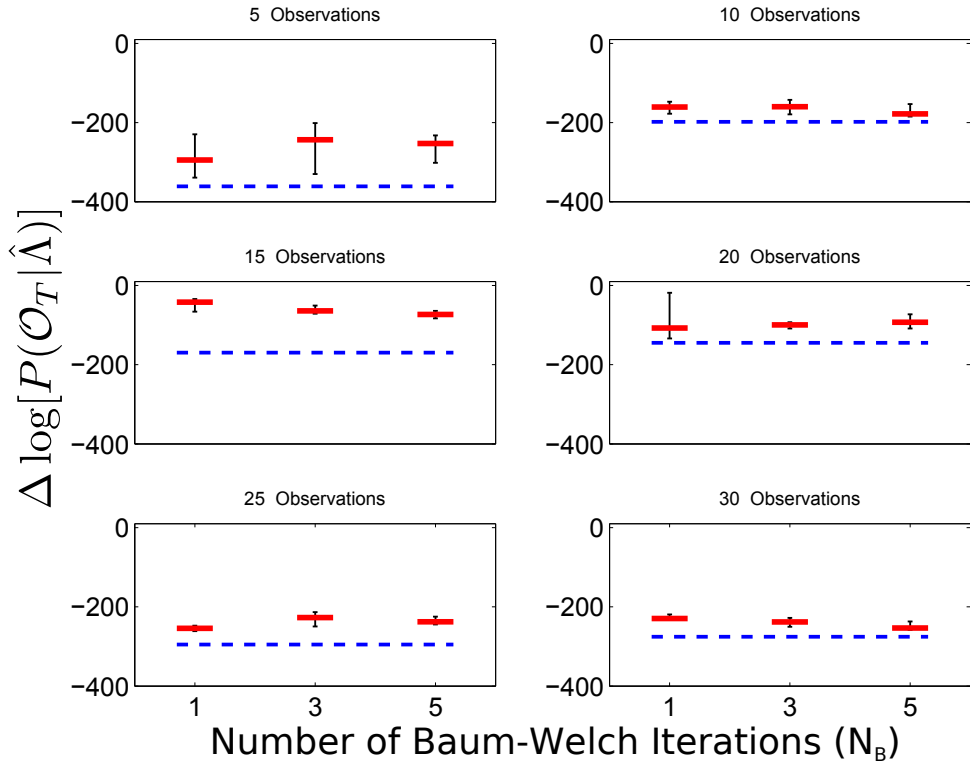 5 Observations
10 Observations
0
−200
−400
0
−200
−400
15 Observations
20 Observations
0
−200
−400
0
−200
−400
25 Observations
30 Observations
0
−200
−400
0
−200
−400
1 3 5
1 3 5
Δ log[P(𝒪_T|Λ̂)]
Number of Baum-Welch Iterations (N_B)